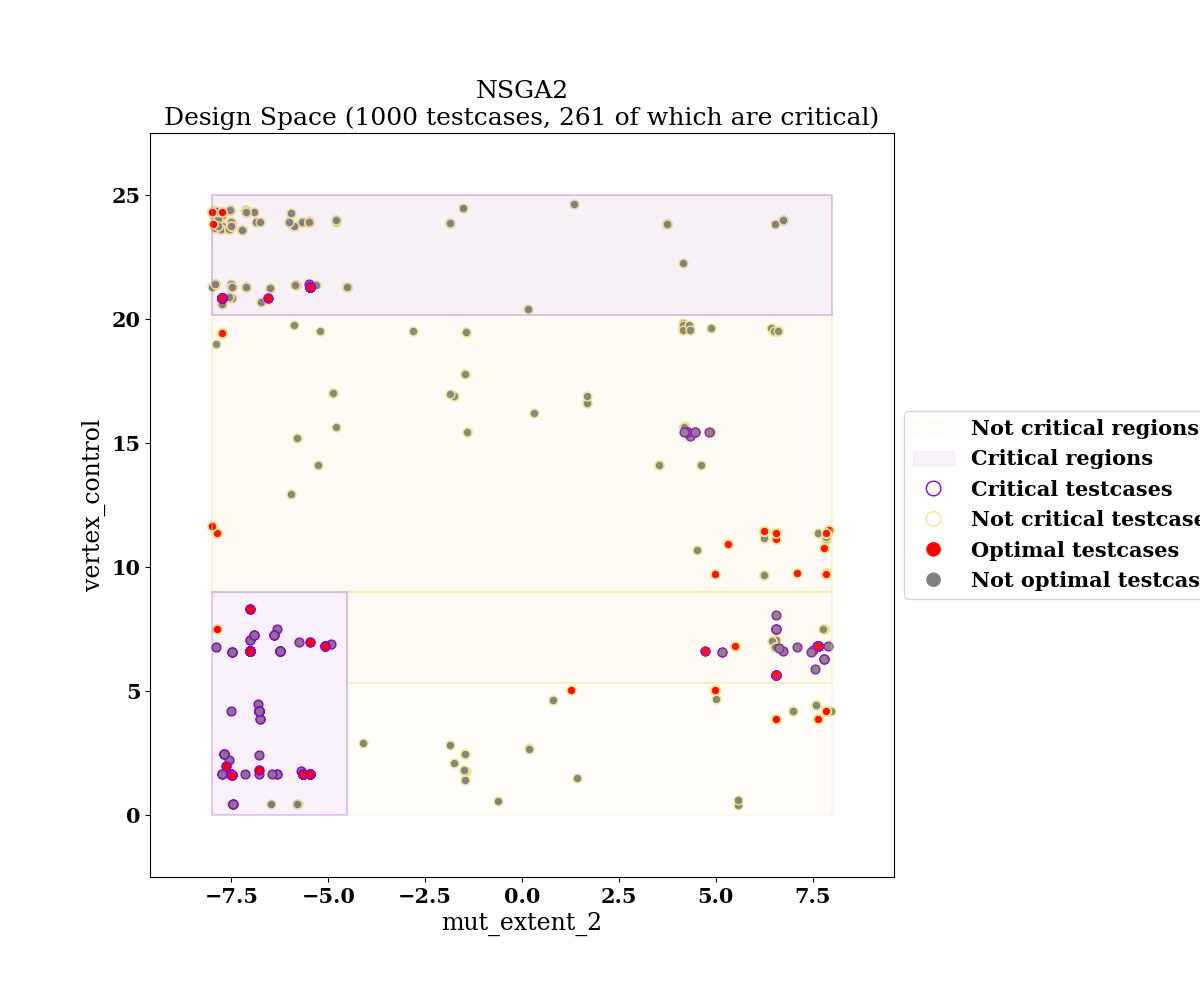 NSGA2
Design Space (1000 testcases, 261 of which are critical)
25
20
15
10
5
0
vertex_control
−7.5
−5.0
−2.5
0.0
2.5
5.0
7.5
mut_extent_2
Not critical regions
Critical regions
Critical testcases
Not critical testcase
Optimal testcases
Not optimal testcas